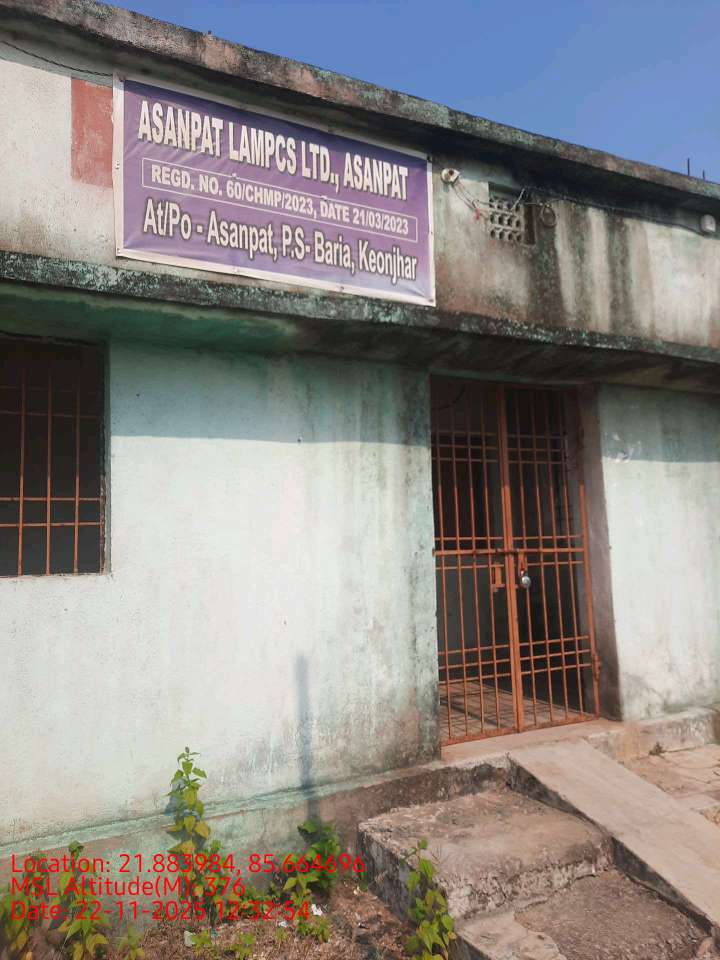 ASANPAT LAMPCS LTD., ASANPAT
REGD. NO. 60/CHMP/2023, DATE 21/03/2023
At/Po - Asanpat, P.S- Baria, Keonjhar
Location: 21.883984, 85.664696
MSL Altitude(M): 376
Date: 22-11-2025 12:32:54